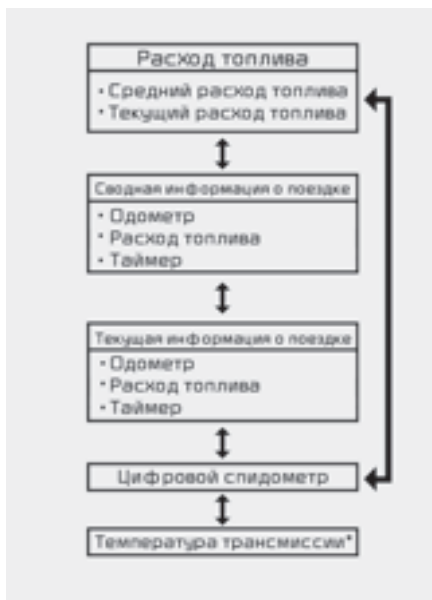 Расход топлива
· Средний расход топлива
· Текущий расход топлива
Сводная информация о поездке
· Одометр
· Расход топлива
· Таймер
Текущая информация о поездке
· Одометр
· Расход топлива
· Таймер
Цифровой спидометр
Температура трансмиссии*